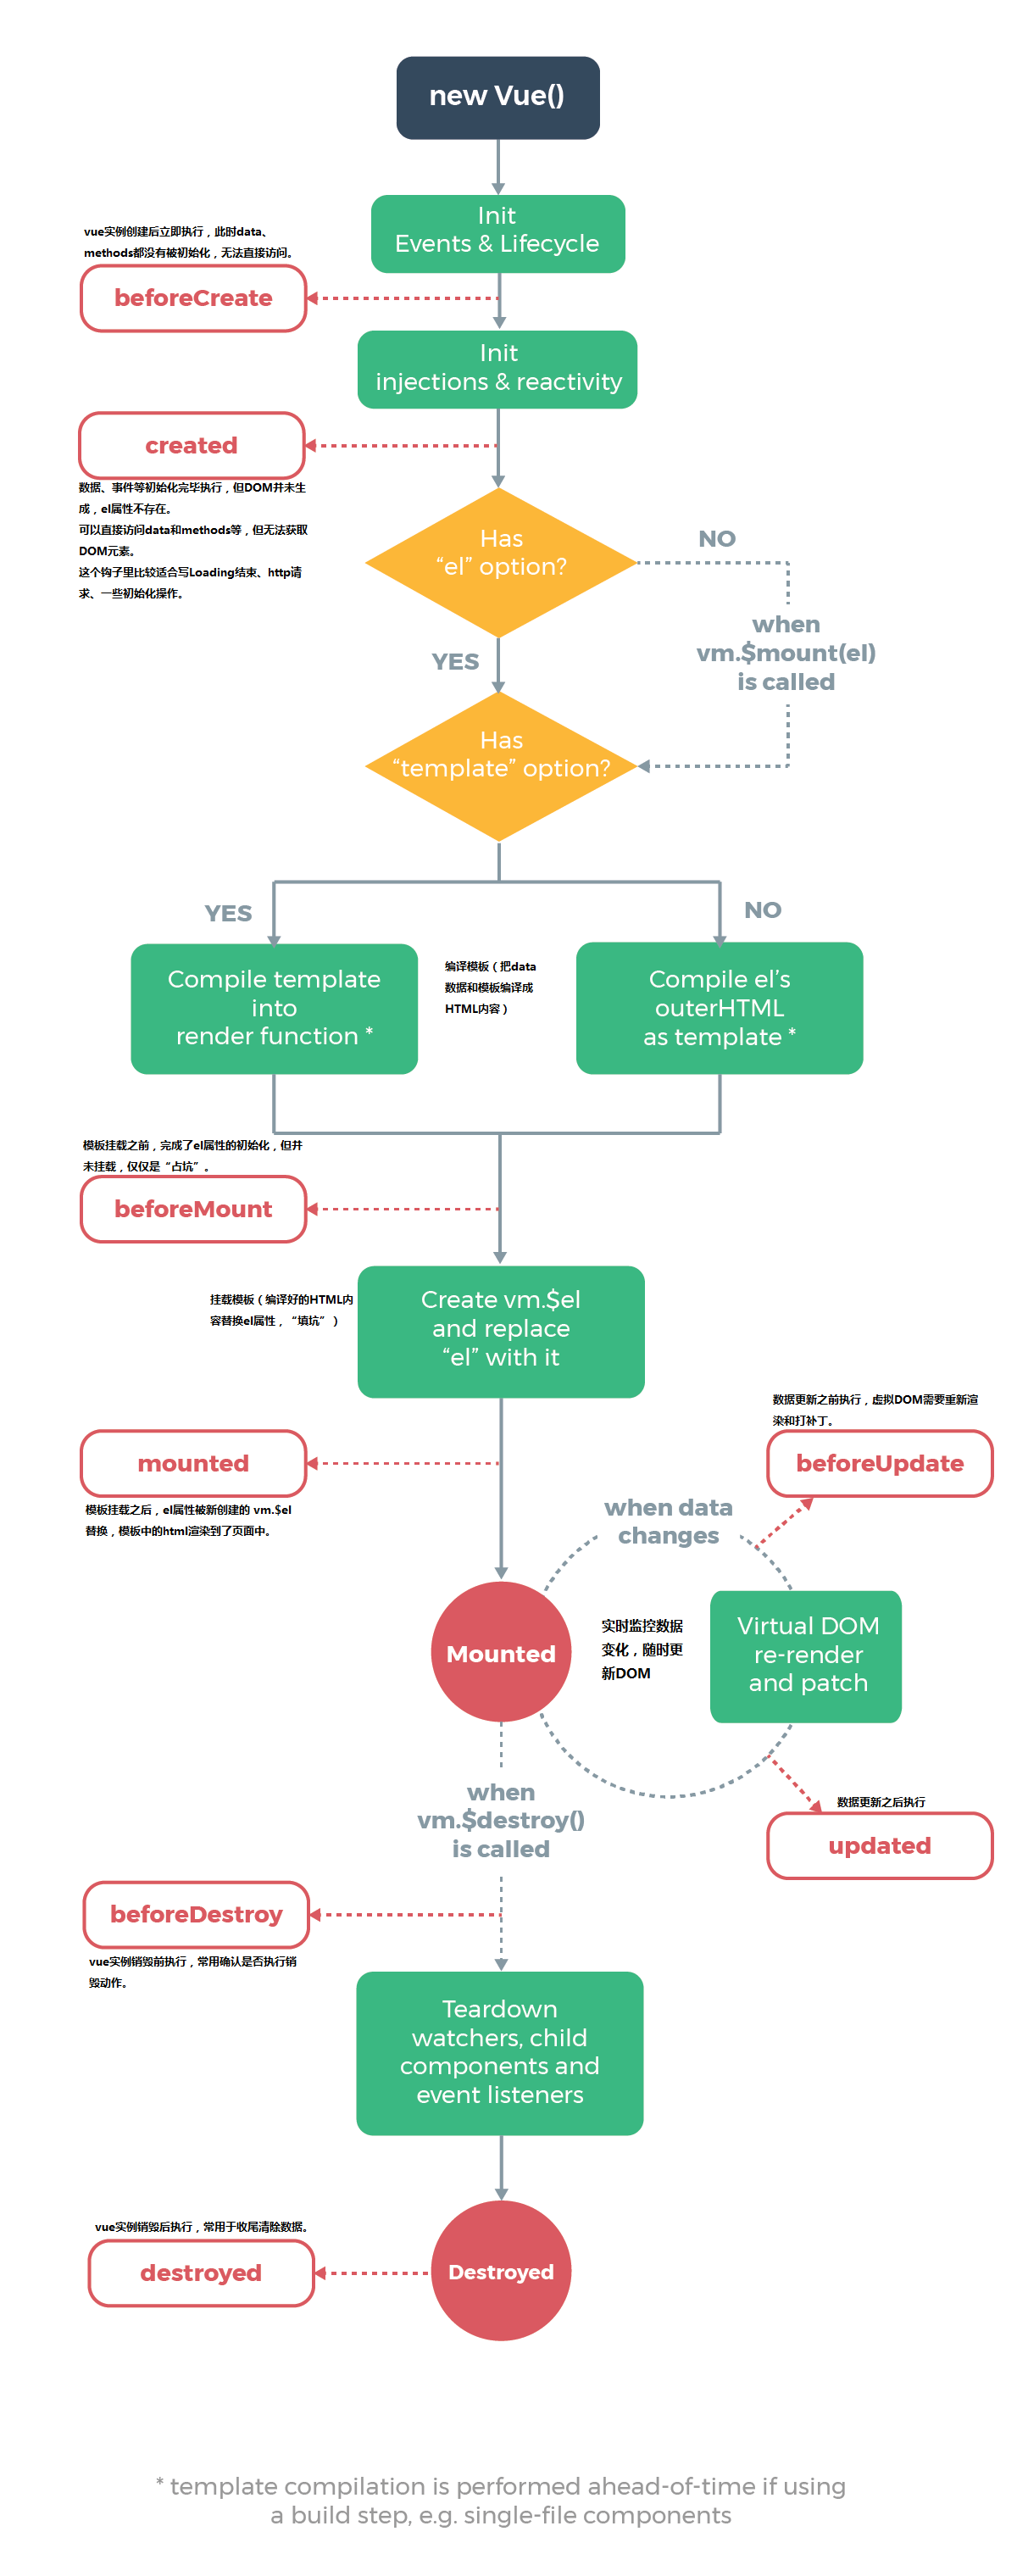 new Vue()
Init
Events & Lifecycle
vue实例创建后立即执行，此时data、
methods都没有被初始化，无法直接访问。
beforeCreate
Init
injections & reactivity
created
数据、事件等初始化完毕执行，但DOM并未生
成，el属性不存在。
可以直接访问data和methods等，但无法获取
DOM元素。
这个钩子里比较适合写Loading结束、http请
求、一些初始化操作。
Has
“el” option?
NO
when
vm.$mount(el)
is called
YES
Has
“template” option?
YES
NO
Compile template
into
render function *
编译模板（把data
数据和模板编译成
HTML内容）
Compile el’s
outerHTML
as template *
模板挂载之前，完成了el属性的初始化，但并
未挂载，仅仅是“占坑”。
beforeMount
挂载模板（编译好的HTML内
容替换el属性，“填坑”）
Create vm.$el
and replace
“el” with it
数据更新之前执行，虚拟DOM需要重新渲
染和打补丁。
beforeUpdate
mounted
模板挂载之后，el属性被新创建的 vm.$el
替换，模板中的html渲染到了页面中。
when data
changes
Mounted
实时监控数据
变化，随时更
新DOM
Virtual DOM
re-render
and patch
when
vm.$destroy()
is called
数据更新之后执行
updated
beforeDestroy
vue实例销毁前执行，常用确认是否执行销
毁动作。
Teardown
watchers, child
components and
event listeners
vue实例销毁后执行，常用于收尾清除数据。
destroyed
Destroyed
* template compilation is performed ahead-of-time if using
a build step, e.g. single-file components